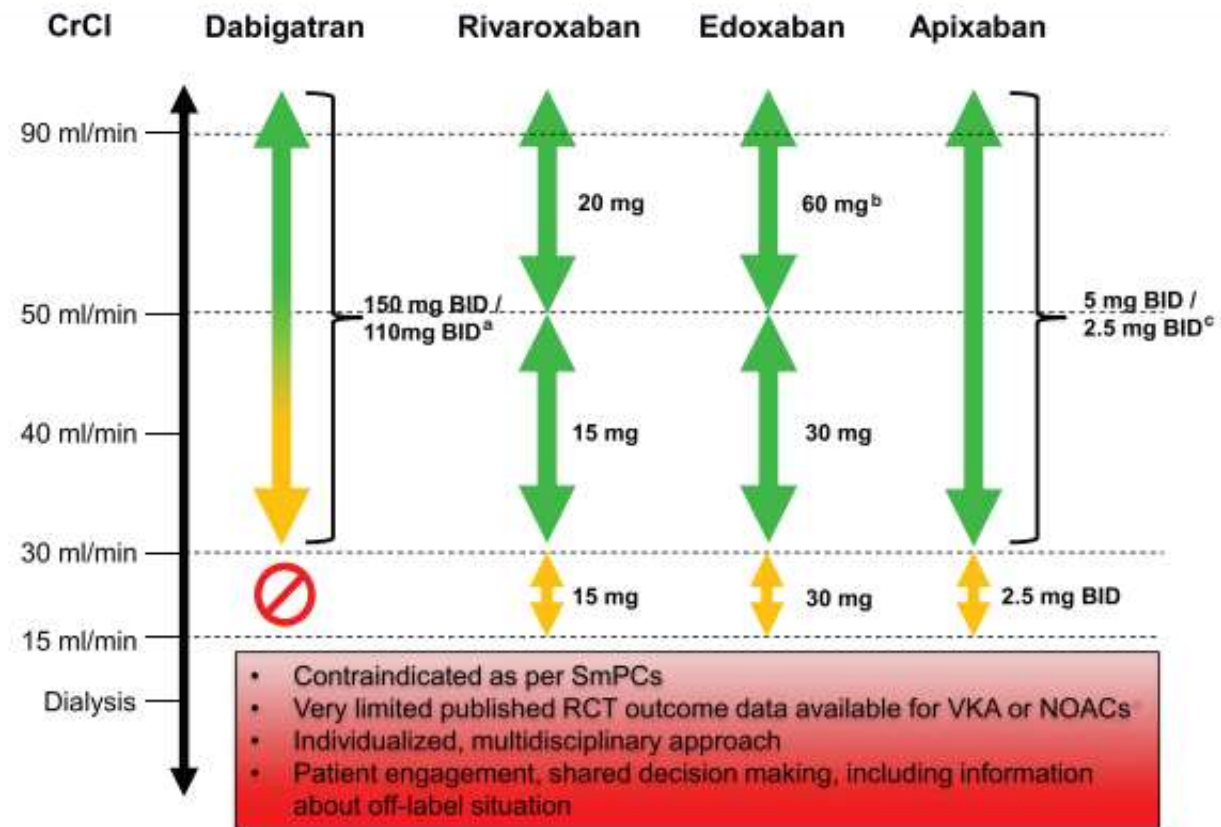 CrCl Dabigatran Rivaroxaban Edoxaban Apixaban
90 ml/min
20 mg 60 mgᵇ
50 ml/min
150 mg BID /
110mg BIDᵃ
5 mg BID /
2.5 mg BIDᶜ
40 ml/min
15 mg 30 mg
30 ml/min
15 mg 30 mg 2.5 mg BID
15 ml/min
Dialysis
• Contraindicated as per SmPCs
• Very limited published RCT outcome data available for VKA or NOACs
• Individualized, multidisciplinary approach
• Patient engagement, shared decision making, including information
about off-label situation